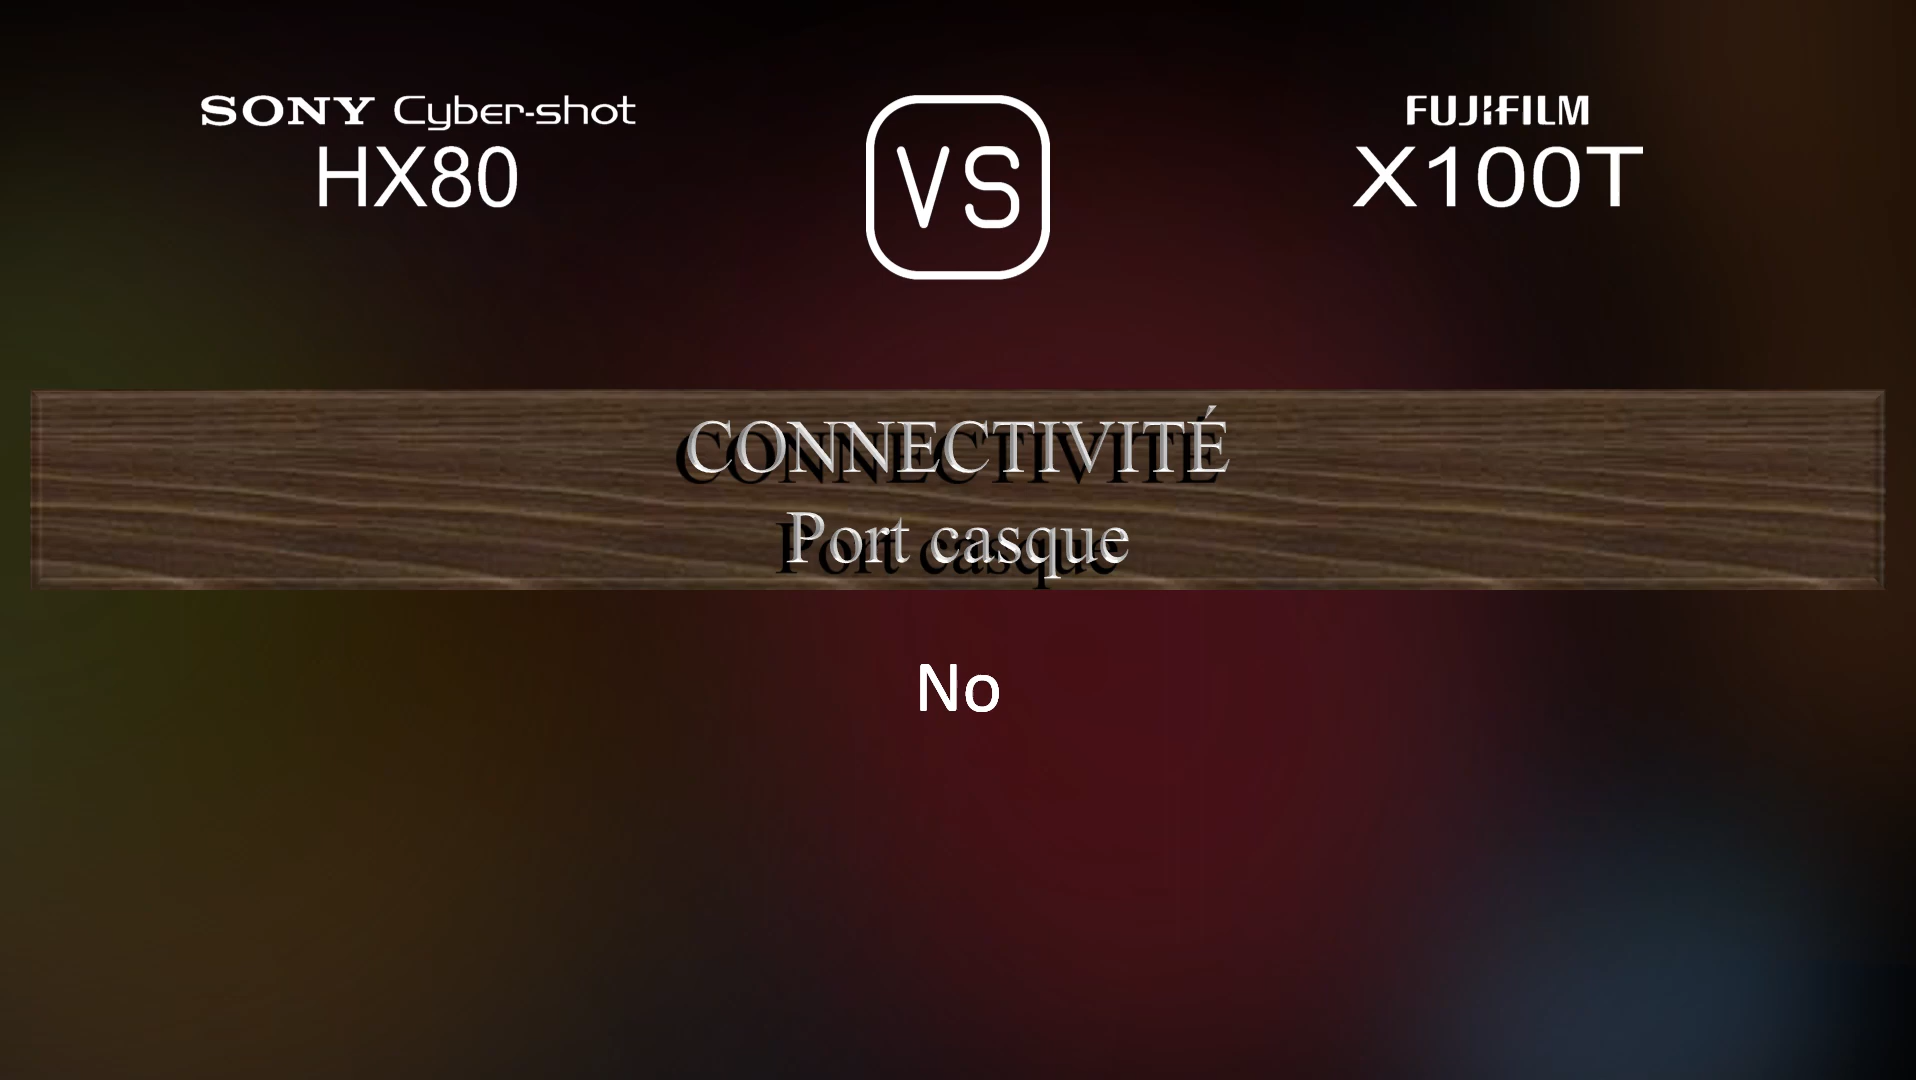 SONY Cyber-shot
HX80
VS
FUJIFILM
X100T
CONNECTIVITÉ
Port casque
No